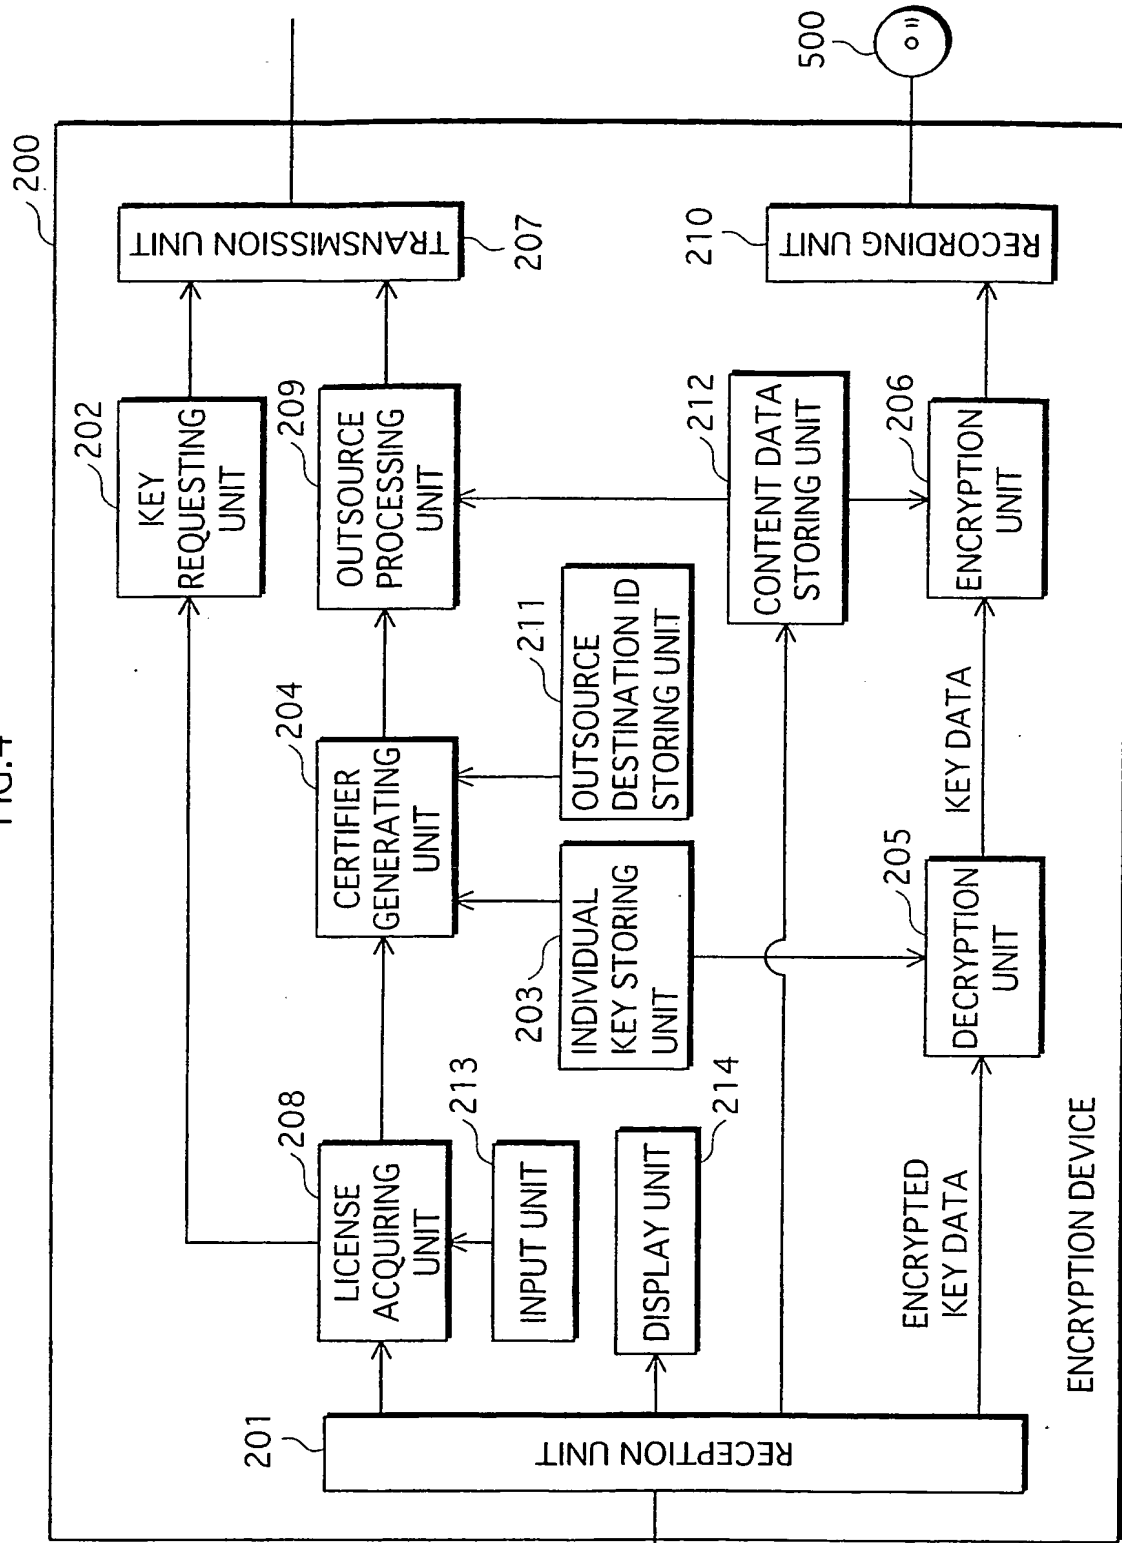 FIG.4
200
202
KEY
REQUESTING
UNIT
TRANSMISSION UNIT
207
208
LICENSE
ACQUIRING
UNIT
204
CERTIFIER
GENERATING
UNIT
209
OUTSOURCE
PROCESSING
UNIT
201
RECEPTION UNIT
INPUT UNIT
213
203
INDIVIDUAL
KEY STORING
UNIT
211
OUTSOURCE
DESTINATION ID
STORING UNIT
DISPLAY UNIT
214
212
CONTENT DATA
STORING UNIT
210
RECORDING UNIT
500
ENCRYPTED
KEY DATA
205
DECRYPTION
UNIT
KEY DATA
206
ENCRYPTION
UNIT
ENCRYPTION DEVICE